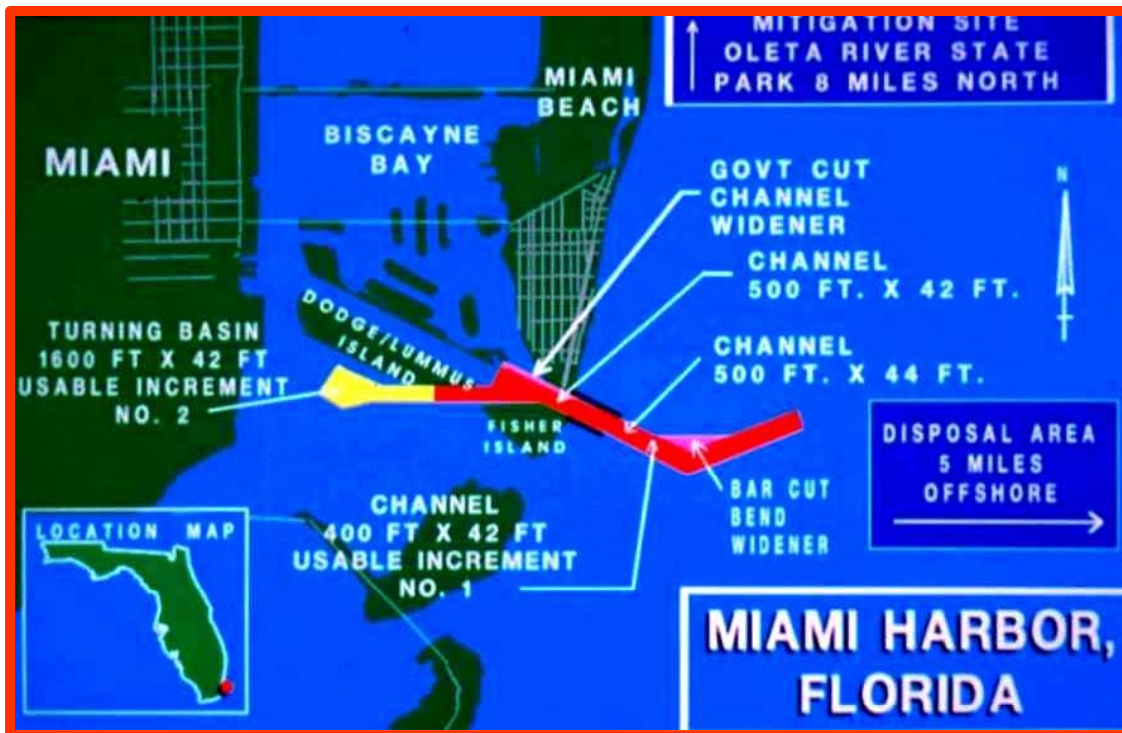 MITIGATION SITE
OLETA RIVER STATE
PARK 8 MILES NORTH
MIAMI
BEACH
BISCAYNE
BAY
MIAMI
GOVT CUT
CHANNEL
WIDENER
N
CHANNEL
500 FT. X 42 FT.
DODGE/LUMMUS
ISLAND
TURNING BASIN
1600 FT X 42 FT
USABLE INCREMENT
NO. 2
CHANNEL
500 FT. X 44 FT.
FISHER
ISLAND
DISPOSAL AREA
5 MILES
OFFSHORE
BAR CUT
BEND
WIDENER
CHANNEL
400 FT X 42 FT
USABLE INCREMENT
NO. 1
LOCATION MAP
MIAMI HARBOR,
FLORIDA